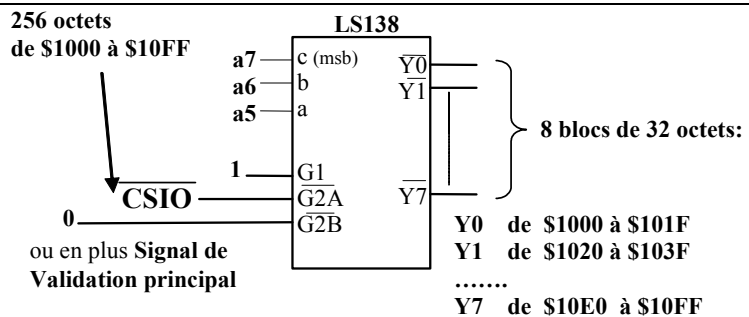 256 octets
de $1000 à $10FF
LS138
a7
c (msb)
a6
b
a5
a
Y0
Y1
8 blocs de 32 octets:
1
G1
CSIO
G2A
Y7
0
G2B
ou en plus Signal de
Validation principal
Y0 de $1000 à $101F
Y1 de $1020 à $103F
…….
Y7 de $10E0 à $10FF